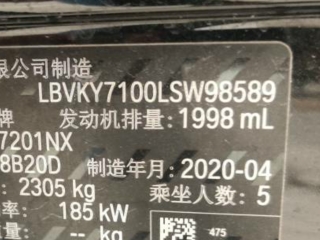 限公司制造
LBVKY7100LSW98589
牌 发动机排量: 1998 mL
7201NX
8B20D 制造年月: 2020-04
: 2305 kg 乘坐人数: 5
率: 185 kW
量: -- kg 475